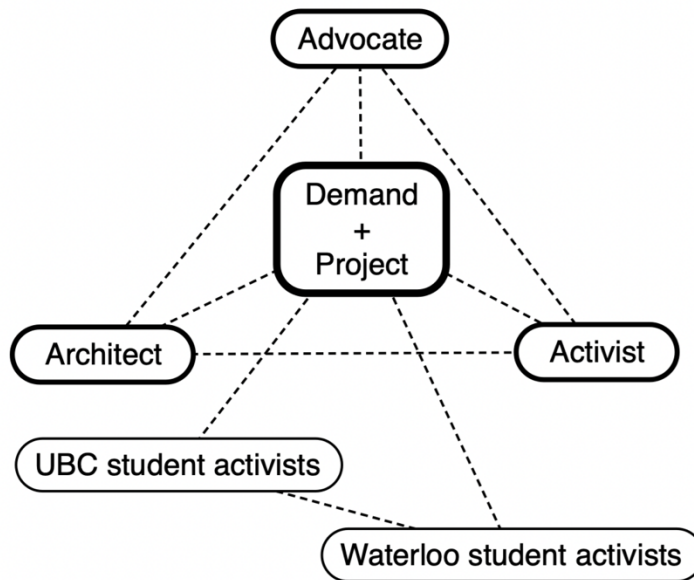 Advocate
Demand
+
Project
Architect
Activist
UBC student activists
Waterloo student activists